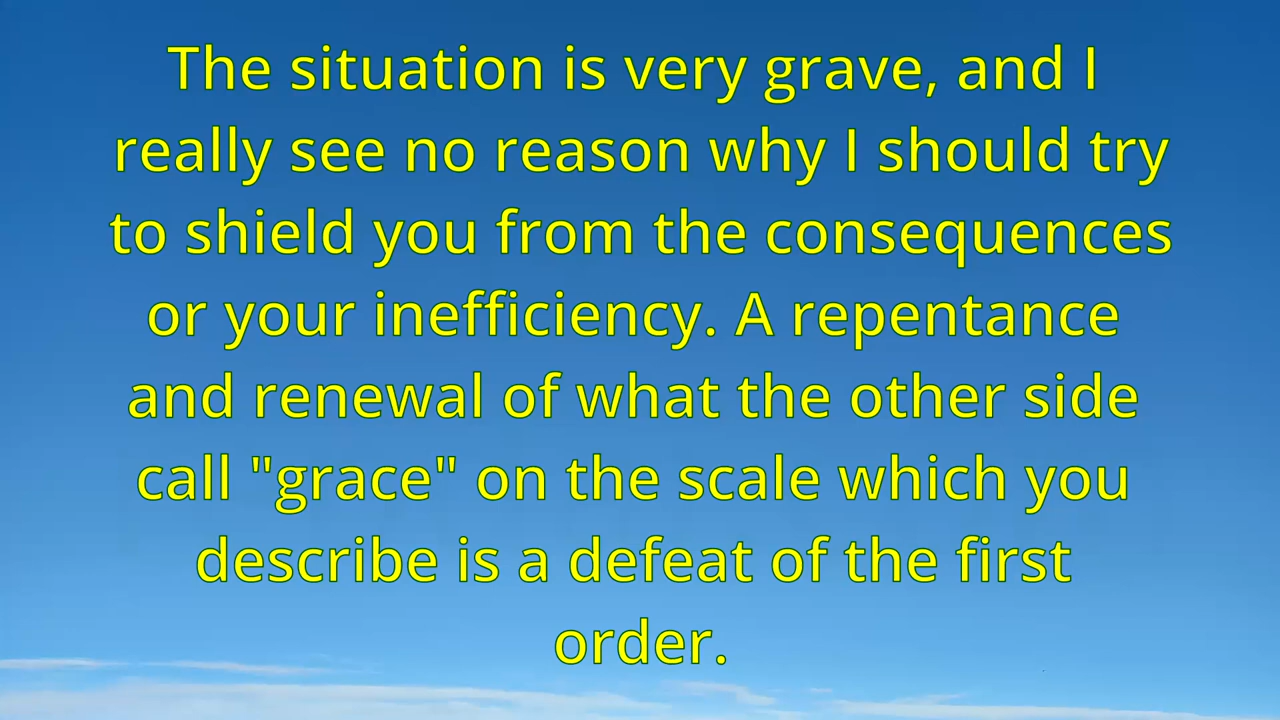 The situation is very grave, and I
really see no reason why I should try
to shield you from the consequences
or your inefficiency. A repentance
and renewal of what the other side
call "grace" on the scale which you
describe is a defeat of the first
order.